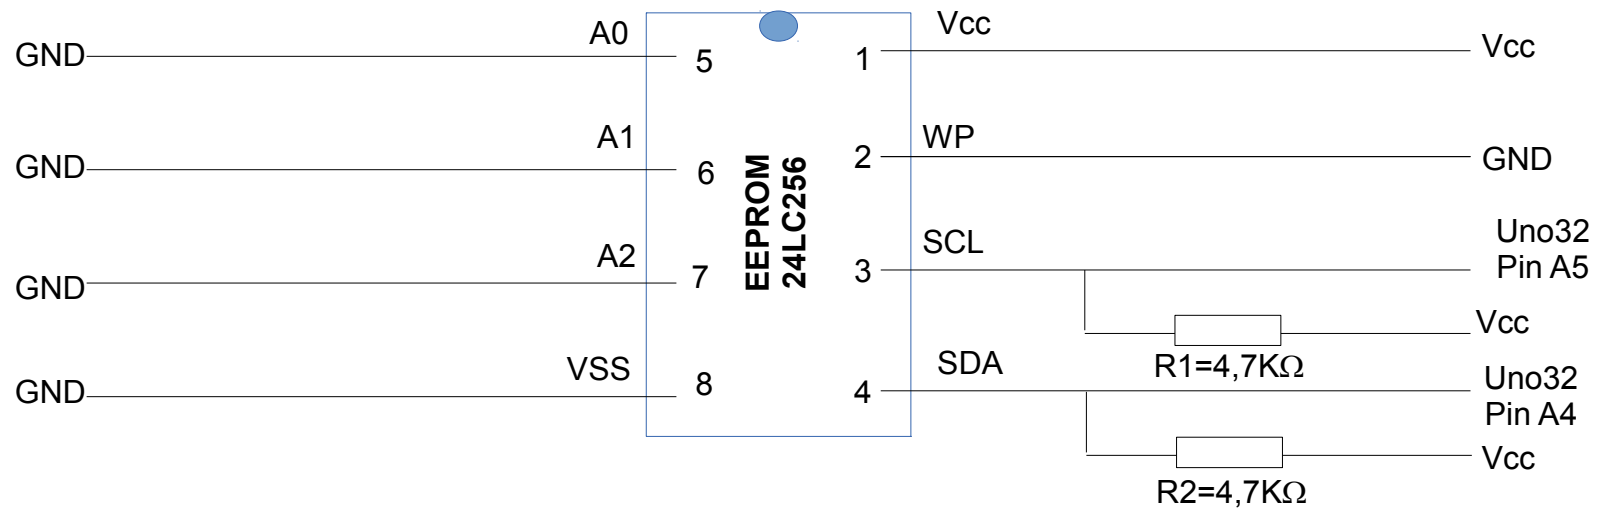 GND
A0
5
1
Vcc
Vcc
GND
A1
6
2
WP
GND
EEPROM
24LC256
GND
A2
7
3
SCL
Uno32
Pin A5
Vcc
R1=4,7KΩ
GND
VSS
8
4
SDA
Uno32
Pin A4
Vcc
R2=4,7KΩ